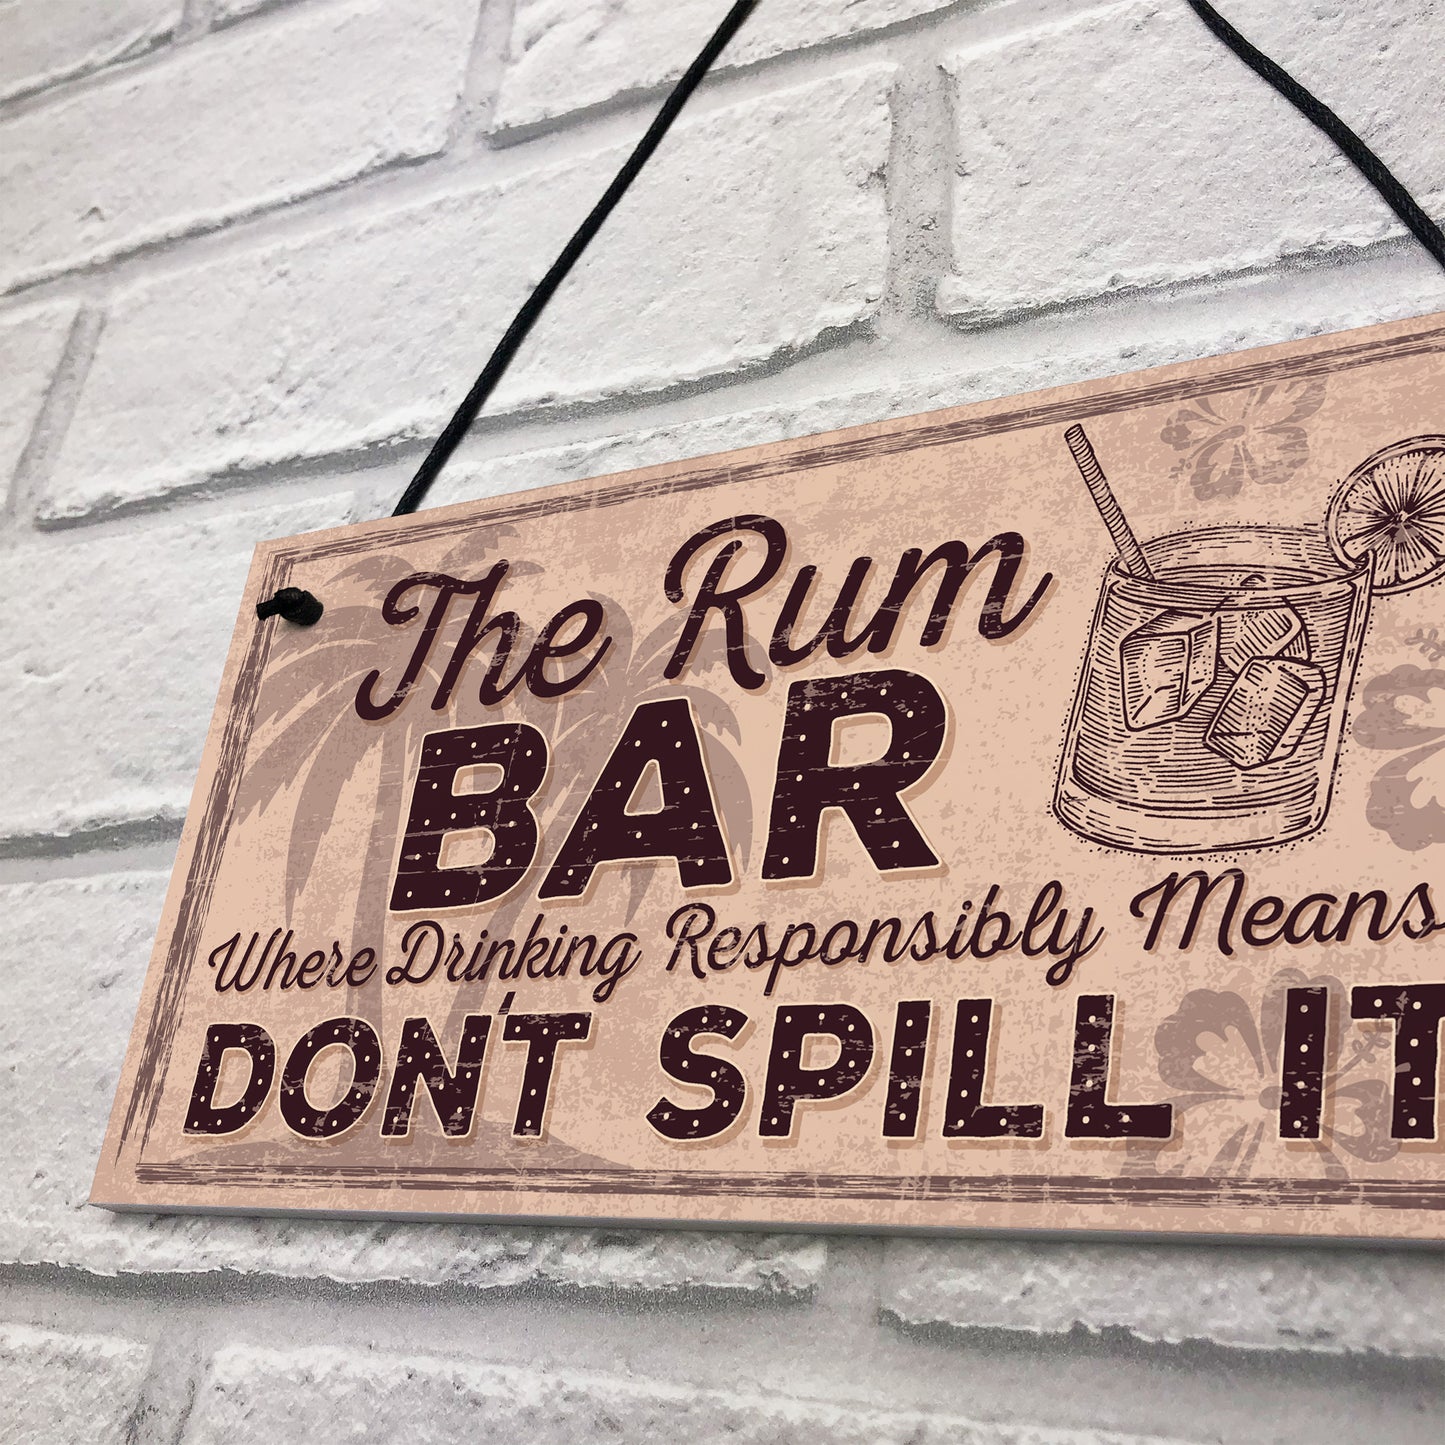 The Rum
BAR
Where Drinking Responsibly Means
DON'T SPILL IT